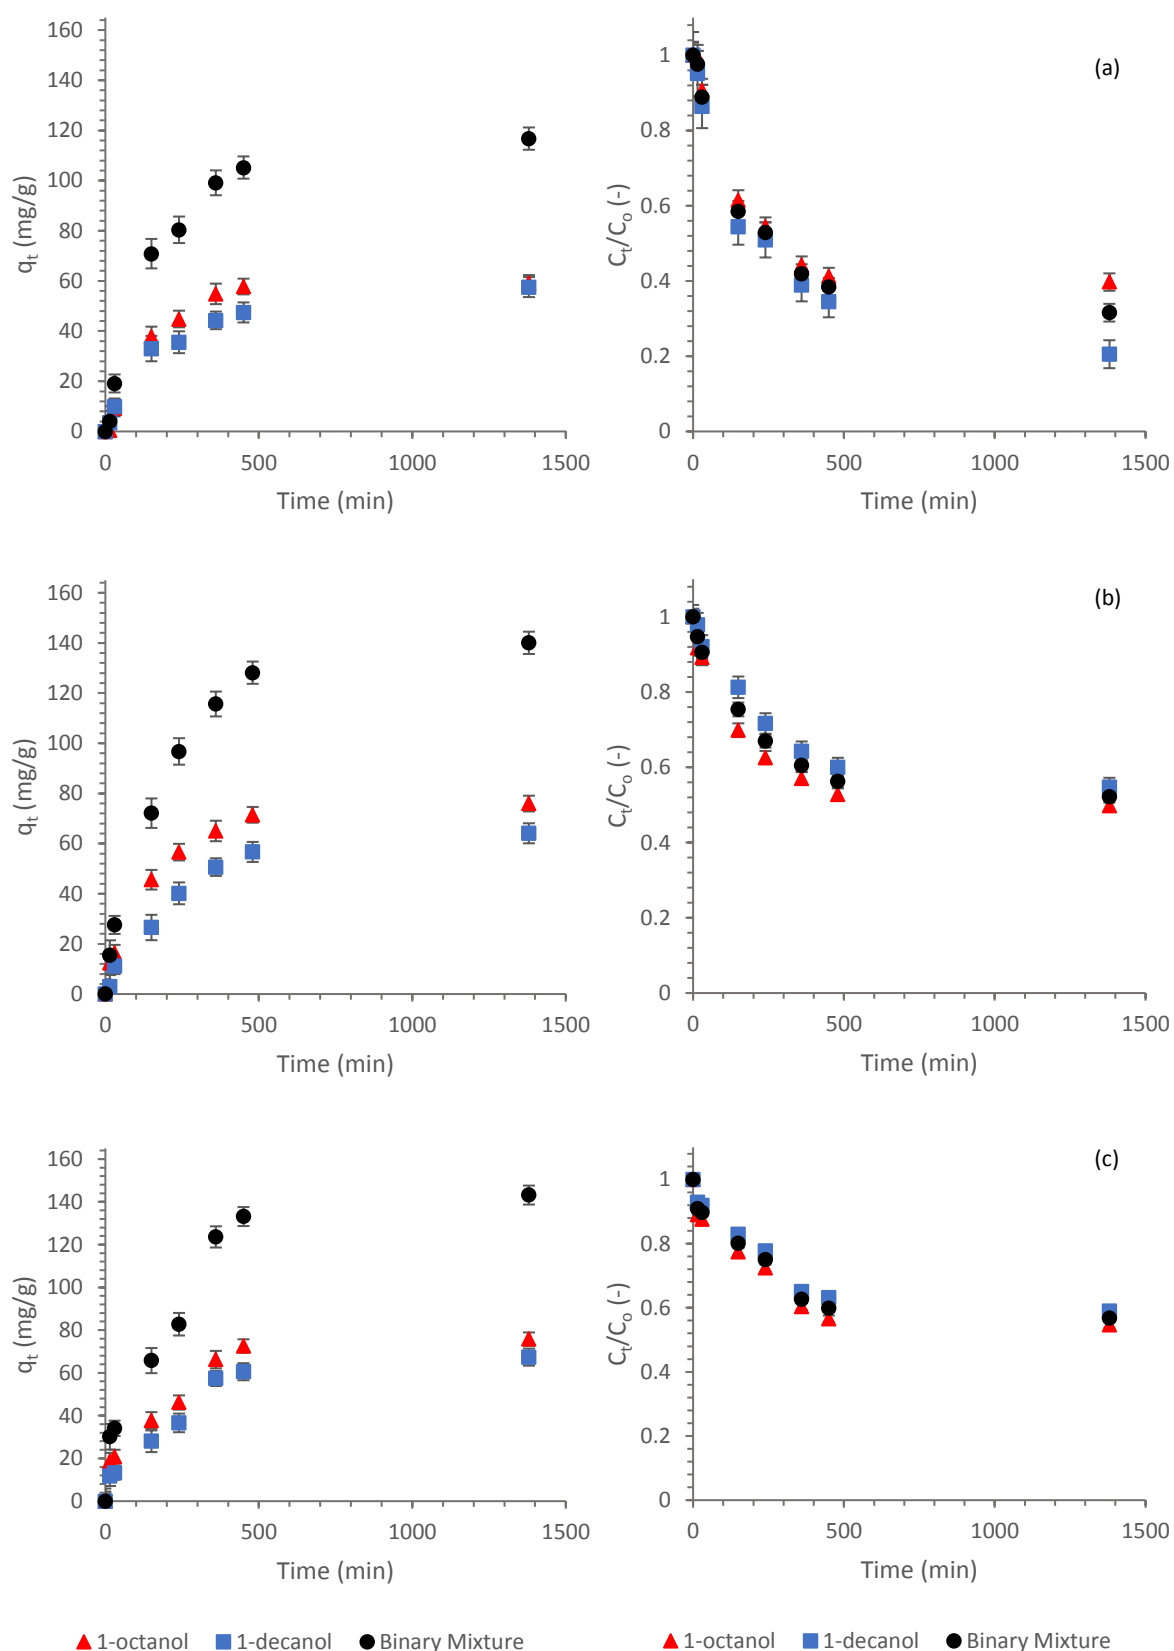 160
140
120
100
80
60
40
20
0
qt (mg/g)
0 500 1000 1500
Time (min)
(a)
1
0.8
0.6
0.4
0.2
0
Ct/Co (-)
0 500 1000 1500
Time (min)
160
140
120
100
80
60
40
20
0
qt (mg/g)
0 500 1000 1500
Time (min)
(b)
1
0.8
0.6
0.4
0.2
0
Ct/Co (-)
0 500 1000 1500
Time (min)
160
140
120
100
80
60
40
20
0
qt (mg/g)
0 500 1000 1500
Time (min)
(c)
1
0.8
0.6
0.4
0.2
0
Ct/Co (-)
0 500 1000 1500
Time (min)
1-octanol 1-decanol Binary Mixture
1-octanol 1-decanol Binary Mixture